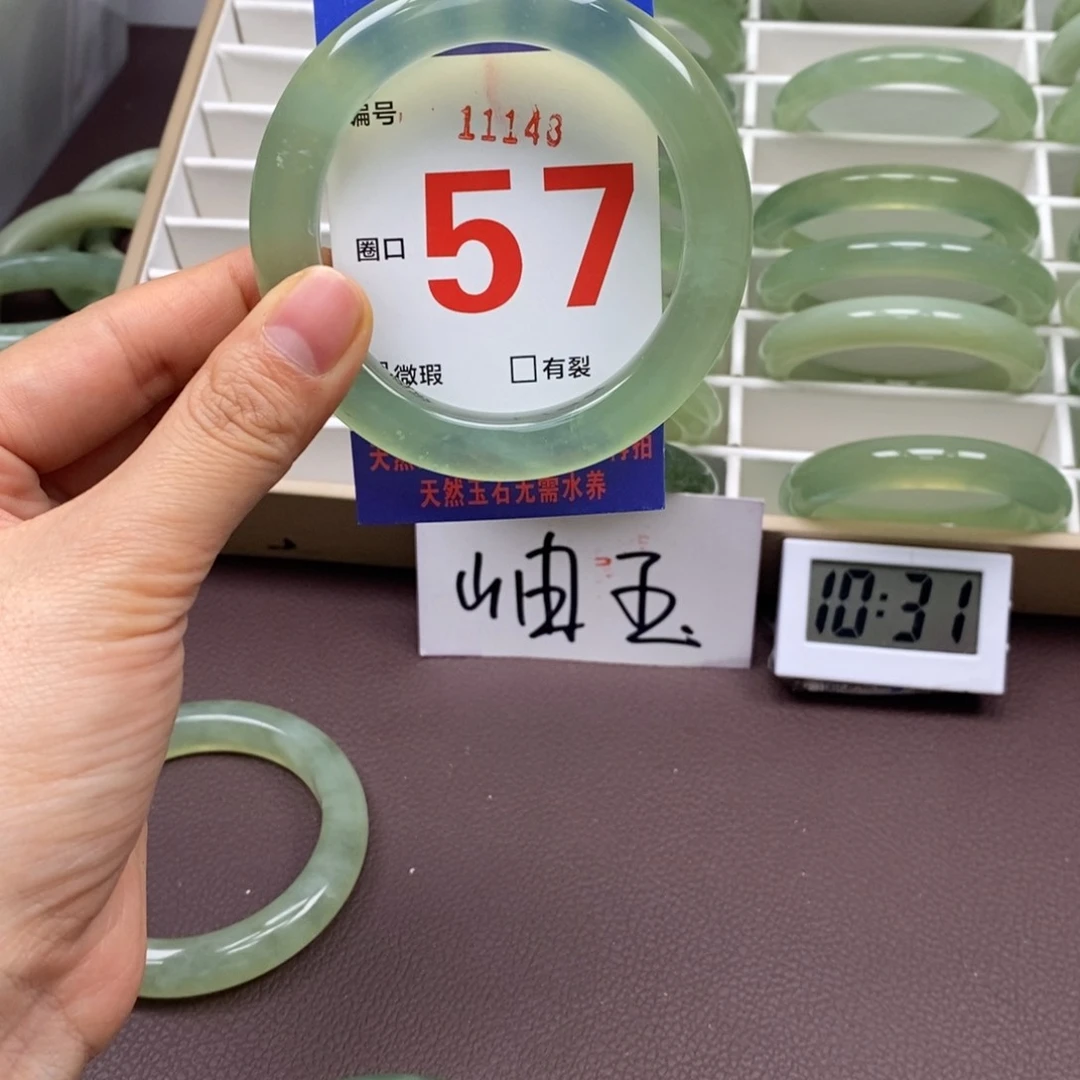 编号 11143
圈口 57
微瑕 □有裂
天然玉石无需水养
岫玉
10:31